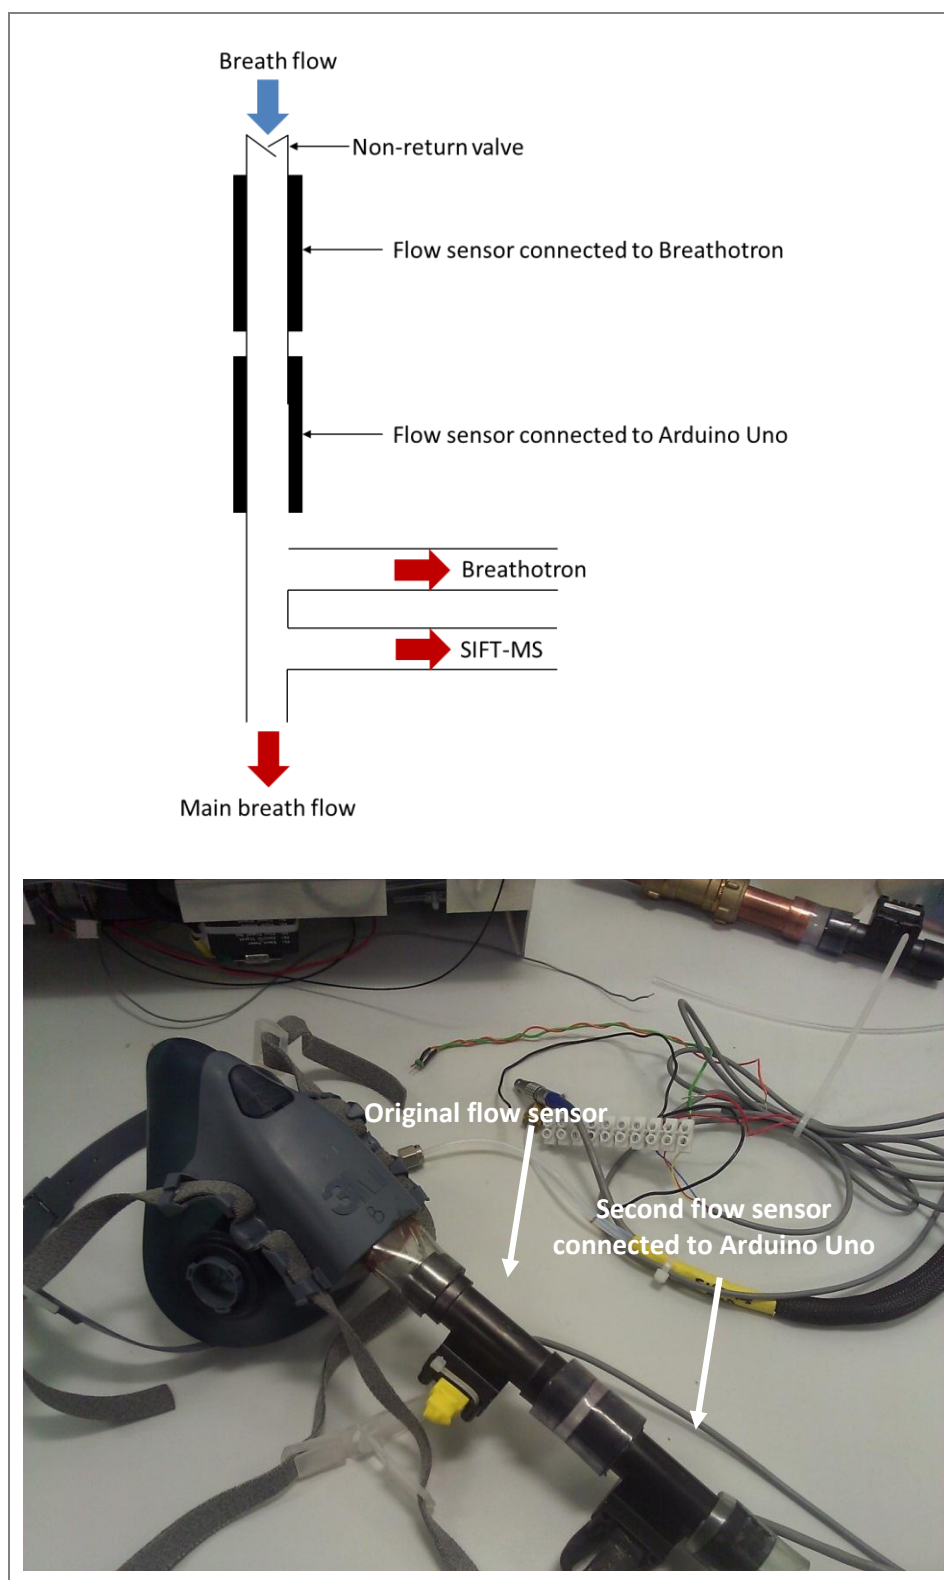 Breath flow
Non-return valve
Flow sensor connected to Breathotron
Flow sensor connected to Arduino Uno
Breathotron
SIFT-MS
Main breath flow
Original flow sensor
Second flow sensor
connected to Arduino Uno
3M